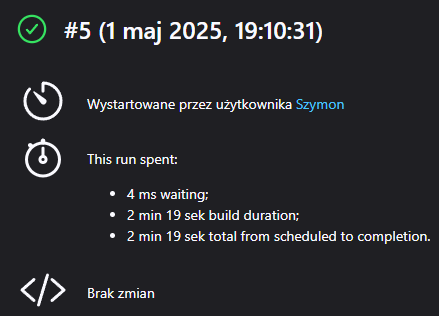 #5 (1 maj 2025, 19:10:31)
Wystartowane przez użytkownika Szymon
This run spent:
• 4 ms waiting;
• 2 min 19 sek build duration;
• 2 min 19 sek total from scheduled to completion.
Brak zmian